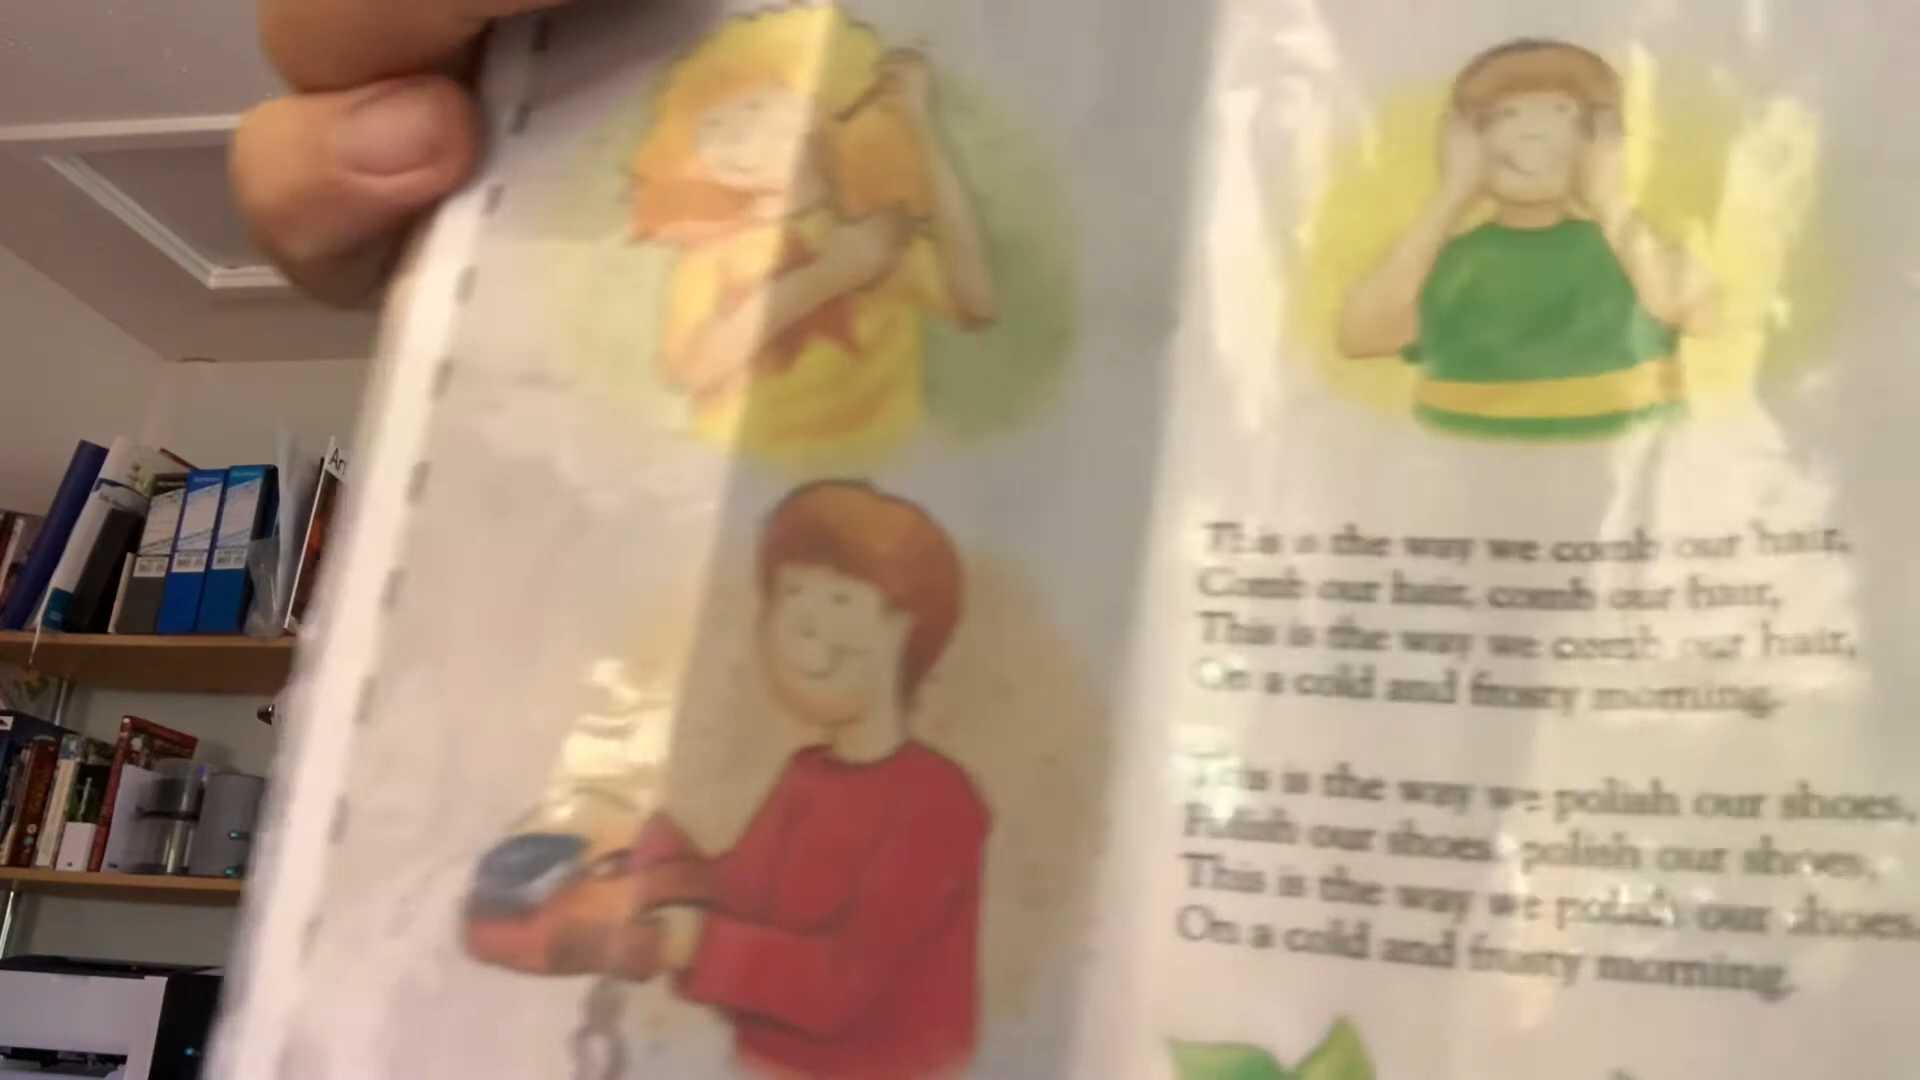 This is the way we comb our hair,
Comb our hair, comb our hair,
This is the way we comb our hair,
On a cold and frosty morning.
This is the way we polish our shoes,
Polish our shoes, polish our shoes,
This is the way we polish our shoes,
On a cold and frosty morning.